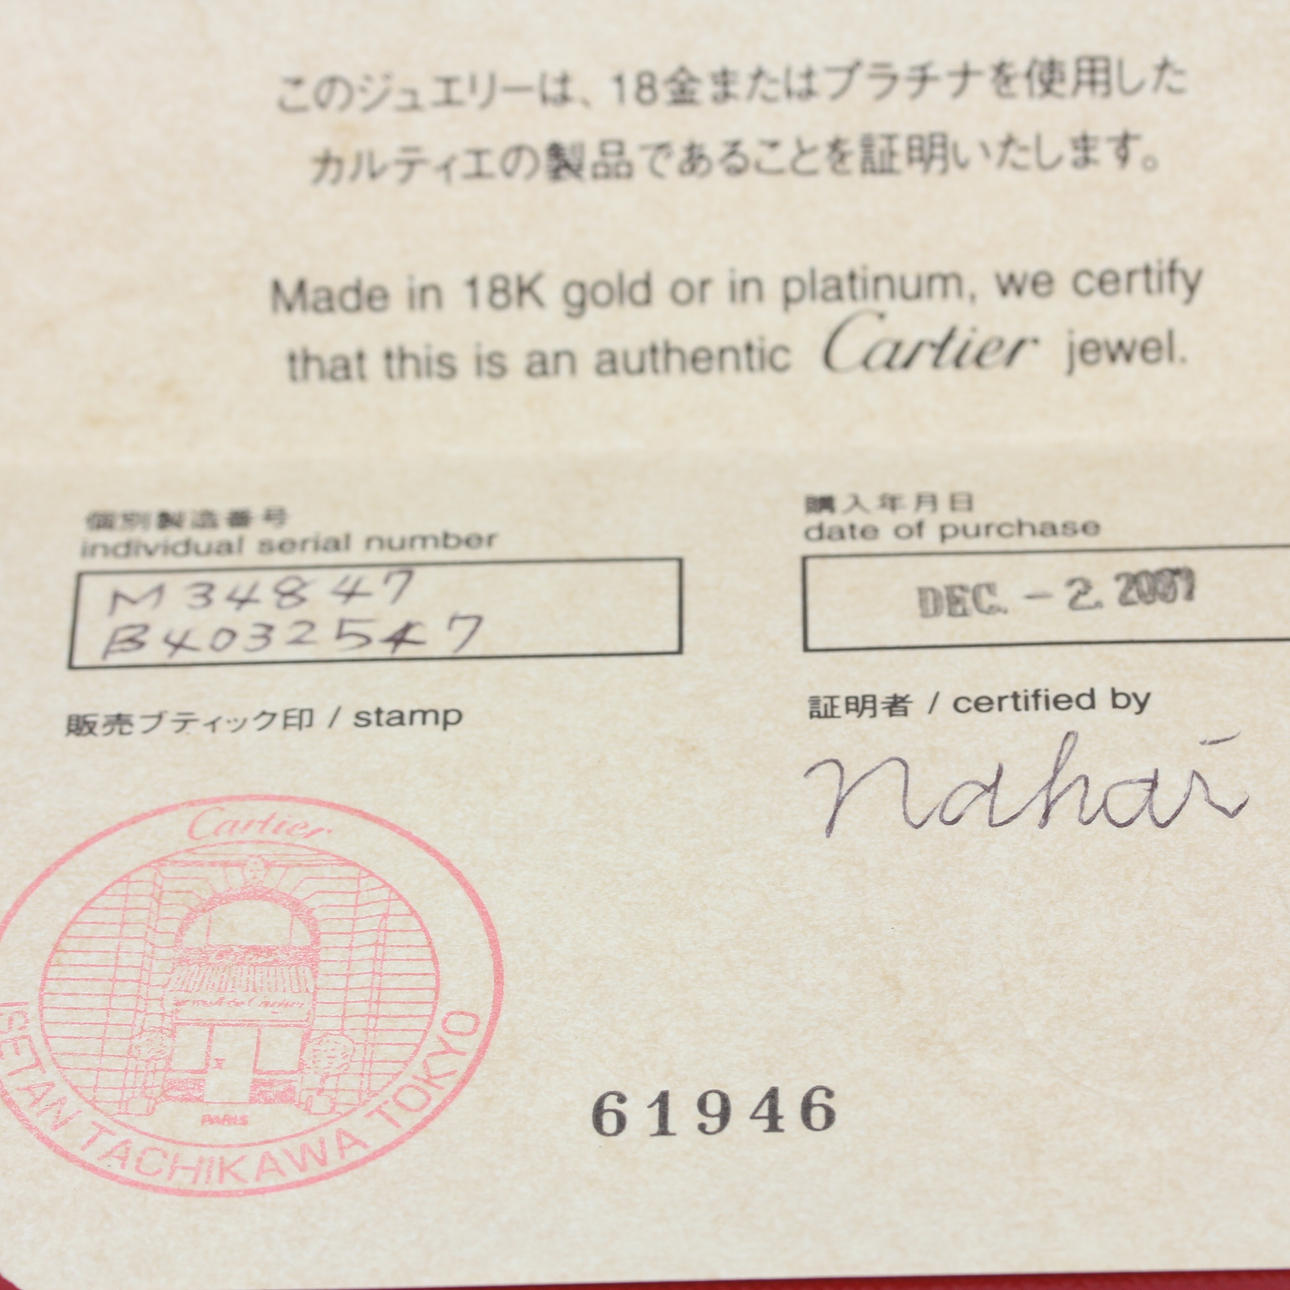 このジュエリーは、18金またはプラチナを使用した
カルティエの製品であることを証明いたします。
Made in 18K gold or in platinum, we certify
that this is an authentic Cartier jewel.
個別製造番号
individual serial number
M34847
B4032547
購入年月日
date of purchase
DEC. -2. 2007
販売ブティック印 / stamp
証明者 / certified by
nahai
Cartier
PARIS
ISETAN TACHIKAWA TOKYO
61946